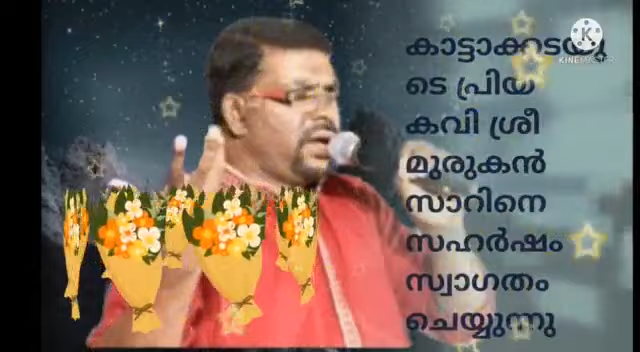 കാട്ടാക്കടയു
ടെ പ്രിയ
കവി ശ്രീ
മുരുകൻ
സാറിനെ
സഹർഷം
സ്വാഗതം
ചെയ്യുന്നു
K
KINEMASTER